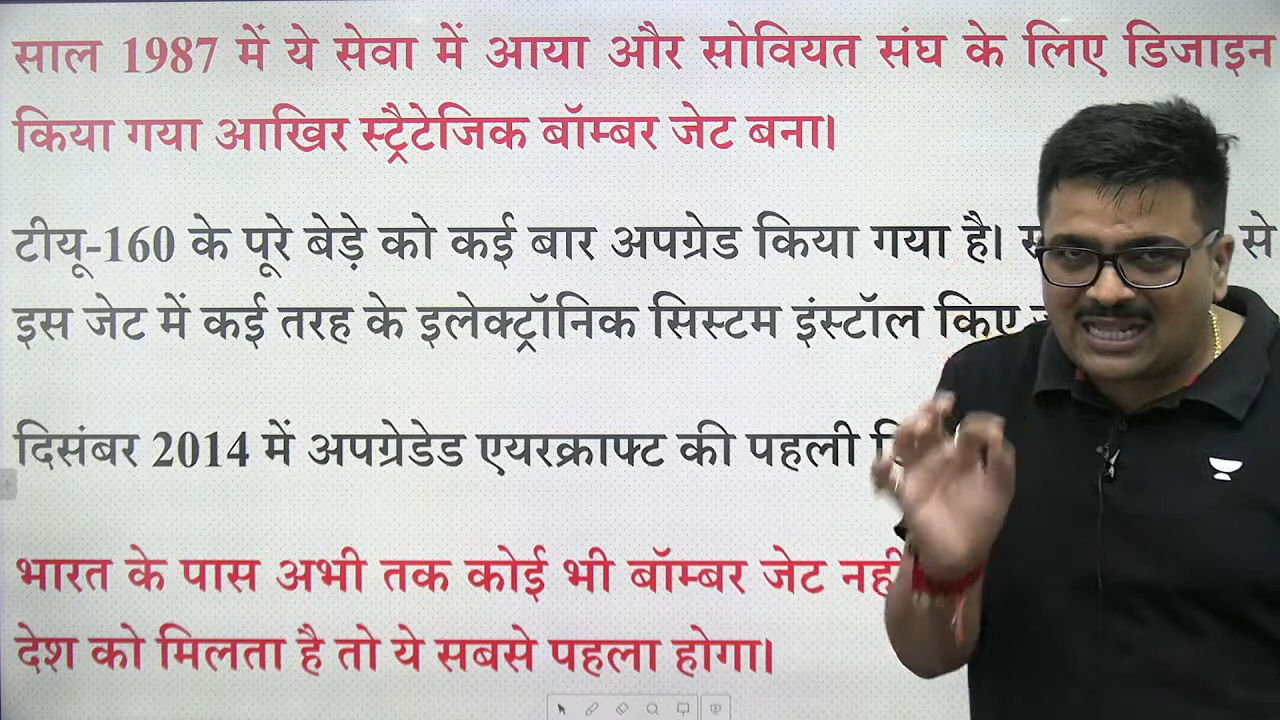 साल 1987 में ये सेवा में आया और सोवियत संघ के लिए डिजाइन
किया गया आखिर स्ट्रैटेजिक बॉम्बर जेट बना।
टीयू-160 के पूरे बेड़े को कई बार अपग्रेड किया गया है। से
इस जेट में कई तरह के इलेक्ट्रॉनिक सिस्टम इंस्टॉल किए
दिसंबर 2014 में अपग्रेडेड एयरक्राफ्ट की पहली
भारत के पास अभी तक कोई भी बॉम्बर जेट नहीं
देश को मिलता है तो ये सबसे पहला होगा।